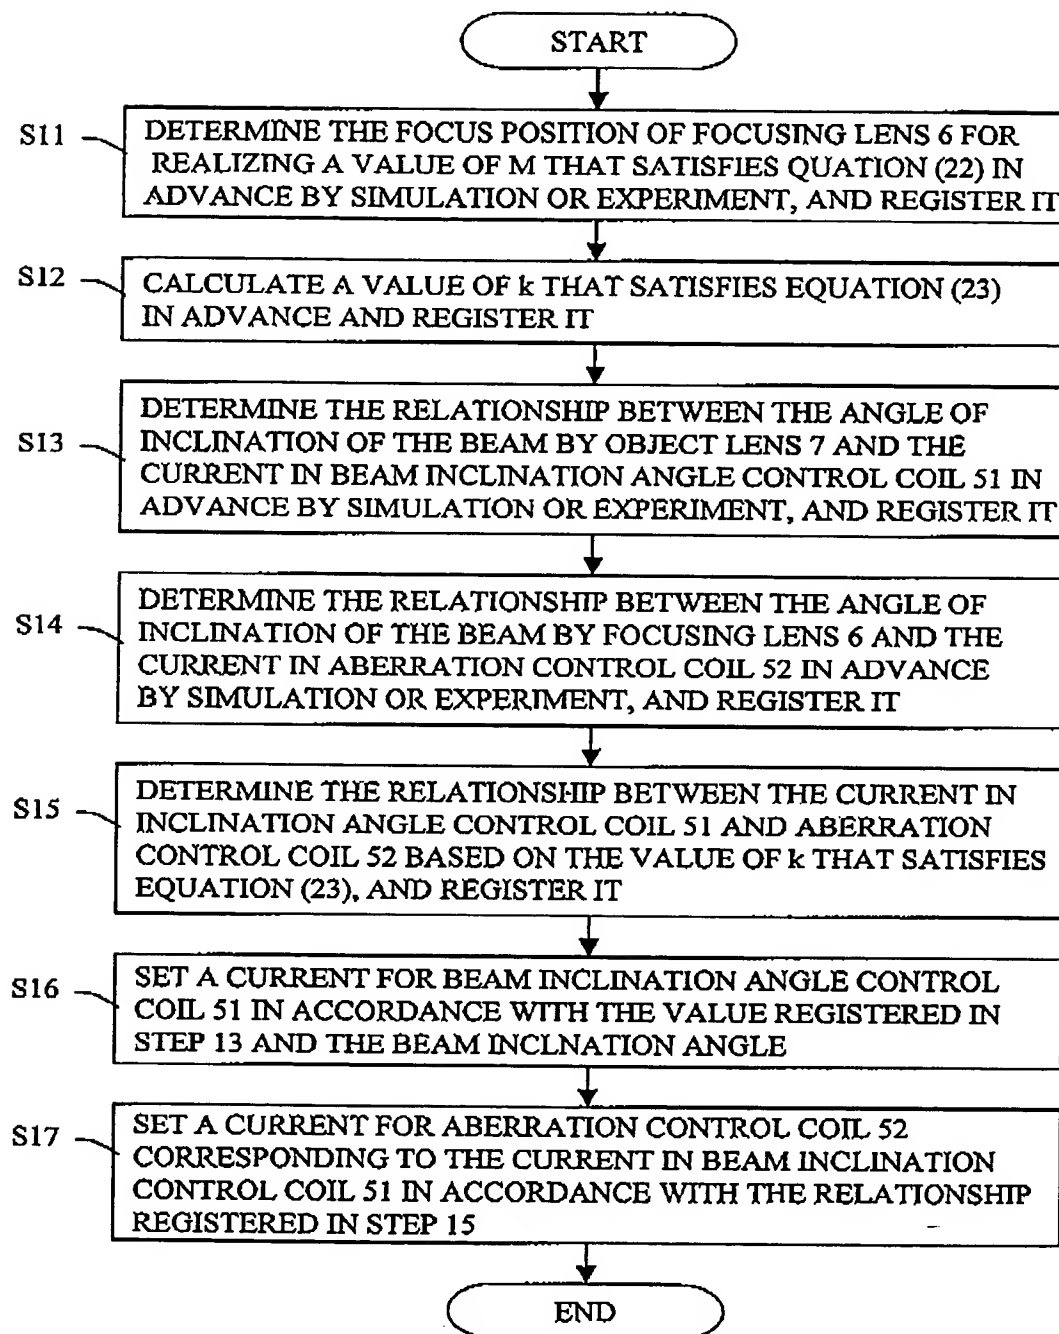 START
S11
DETERMINE THE FOCUS POSITION OF FOCUSING LENS 6 FOR
REALIZING A VALUE OF M THAT SATISFIES QUATION (22) IN
ADVANCE BY SIMULATION OR EXPERIMENT, AND REGISTER IT
S12
CALCULATE A VALUE OF k THAT SATISFIES EQUATION (23)
IN ADVANCE AND REGISTER IT
S13
DETERMINE THE RELATIONSHIP BETWEEN THE ANGLE OF
INCLINATION OF THE BEAM BY OBJECT LENS 7 AND THE
CURRENT IN BEAM INCLINATION ANGLE CONTROL COIL 51 IN
ADVANCE BY SIMULATION OR EXPERIMENT, AND REGISTER IT
S14
DETERMINE THE RELATIONSHIP BETWEEN THE ANGLE OF
INCLINATION OF THE BEAM BY FOCUSING LENS 6 AND THE
CURRENT IN ABERRATION CONTROL COIL 52 IN ADVANCE
BY SIMULATION OR EXPERIMENT, AND REGISTER IT
S15
DETERMINE THE RELATIONSHIP BETWEEN THE CURRENT IN
INCLINATION ANGLE CONTROL COIL 51 AND ABERRATION
CONTROL COIL 52 BASED ON THE VALUE OF k THAT SATISFIES
EQUATION (23), AND REGISTER IT
S16
SET A CURRENT FOR BEAM INCLINATION ANGLE CONTROL
COIL 51 IN ACCORDANCE WITH THE VALUE REGISTERED IN
STEP 13 AND THE BEAM INCLNATION ANGLE
S17
SET A CURRENT FOR ABERRATION CONTROL COIL 52
CORRESPONDING TO THE CURRENT IN BEAM INCLINATION
CONTROL COIL 51 IN ACCORDANCE WITH THE RELATIONSHIP
REGISTERED IN STEP 15
END